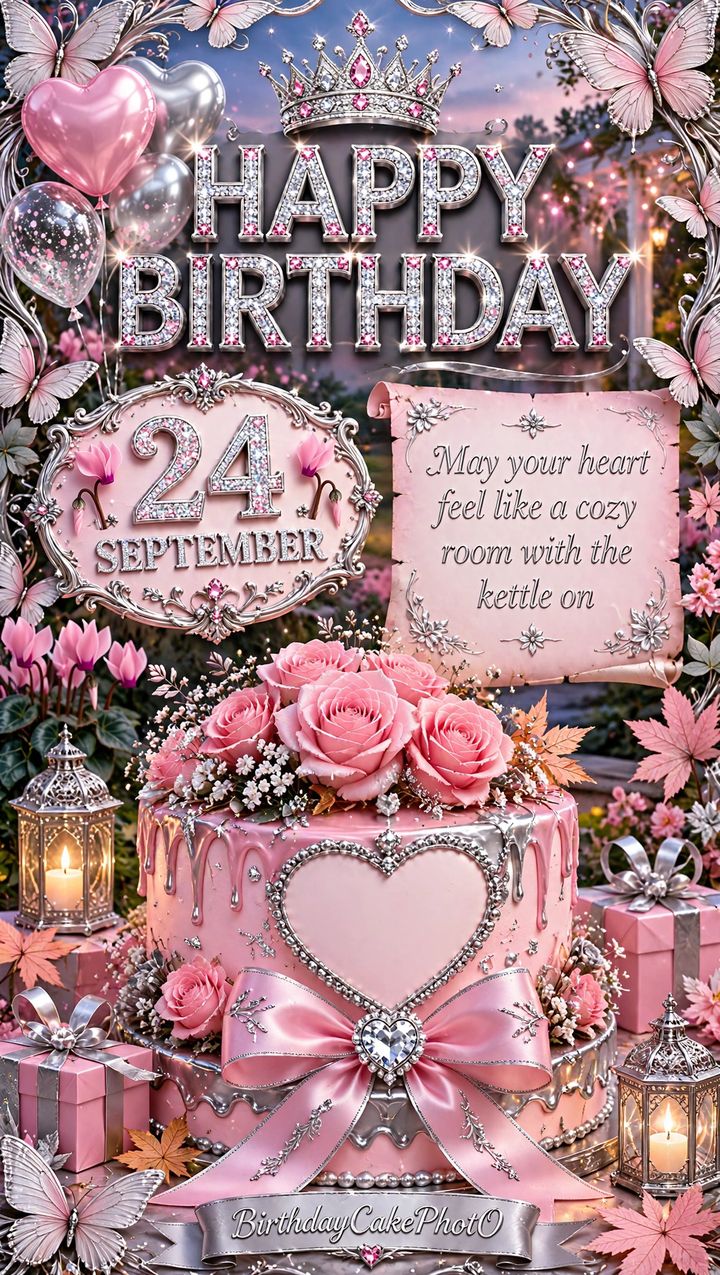 HAPPY
BIRTHDAY
24
SEPTEMBER
May your heart
feel like a cozy
room with the
kettle on
BirthdayCakePhotO